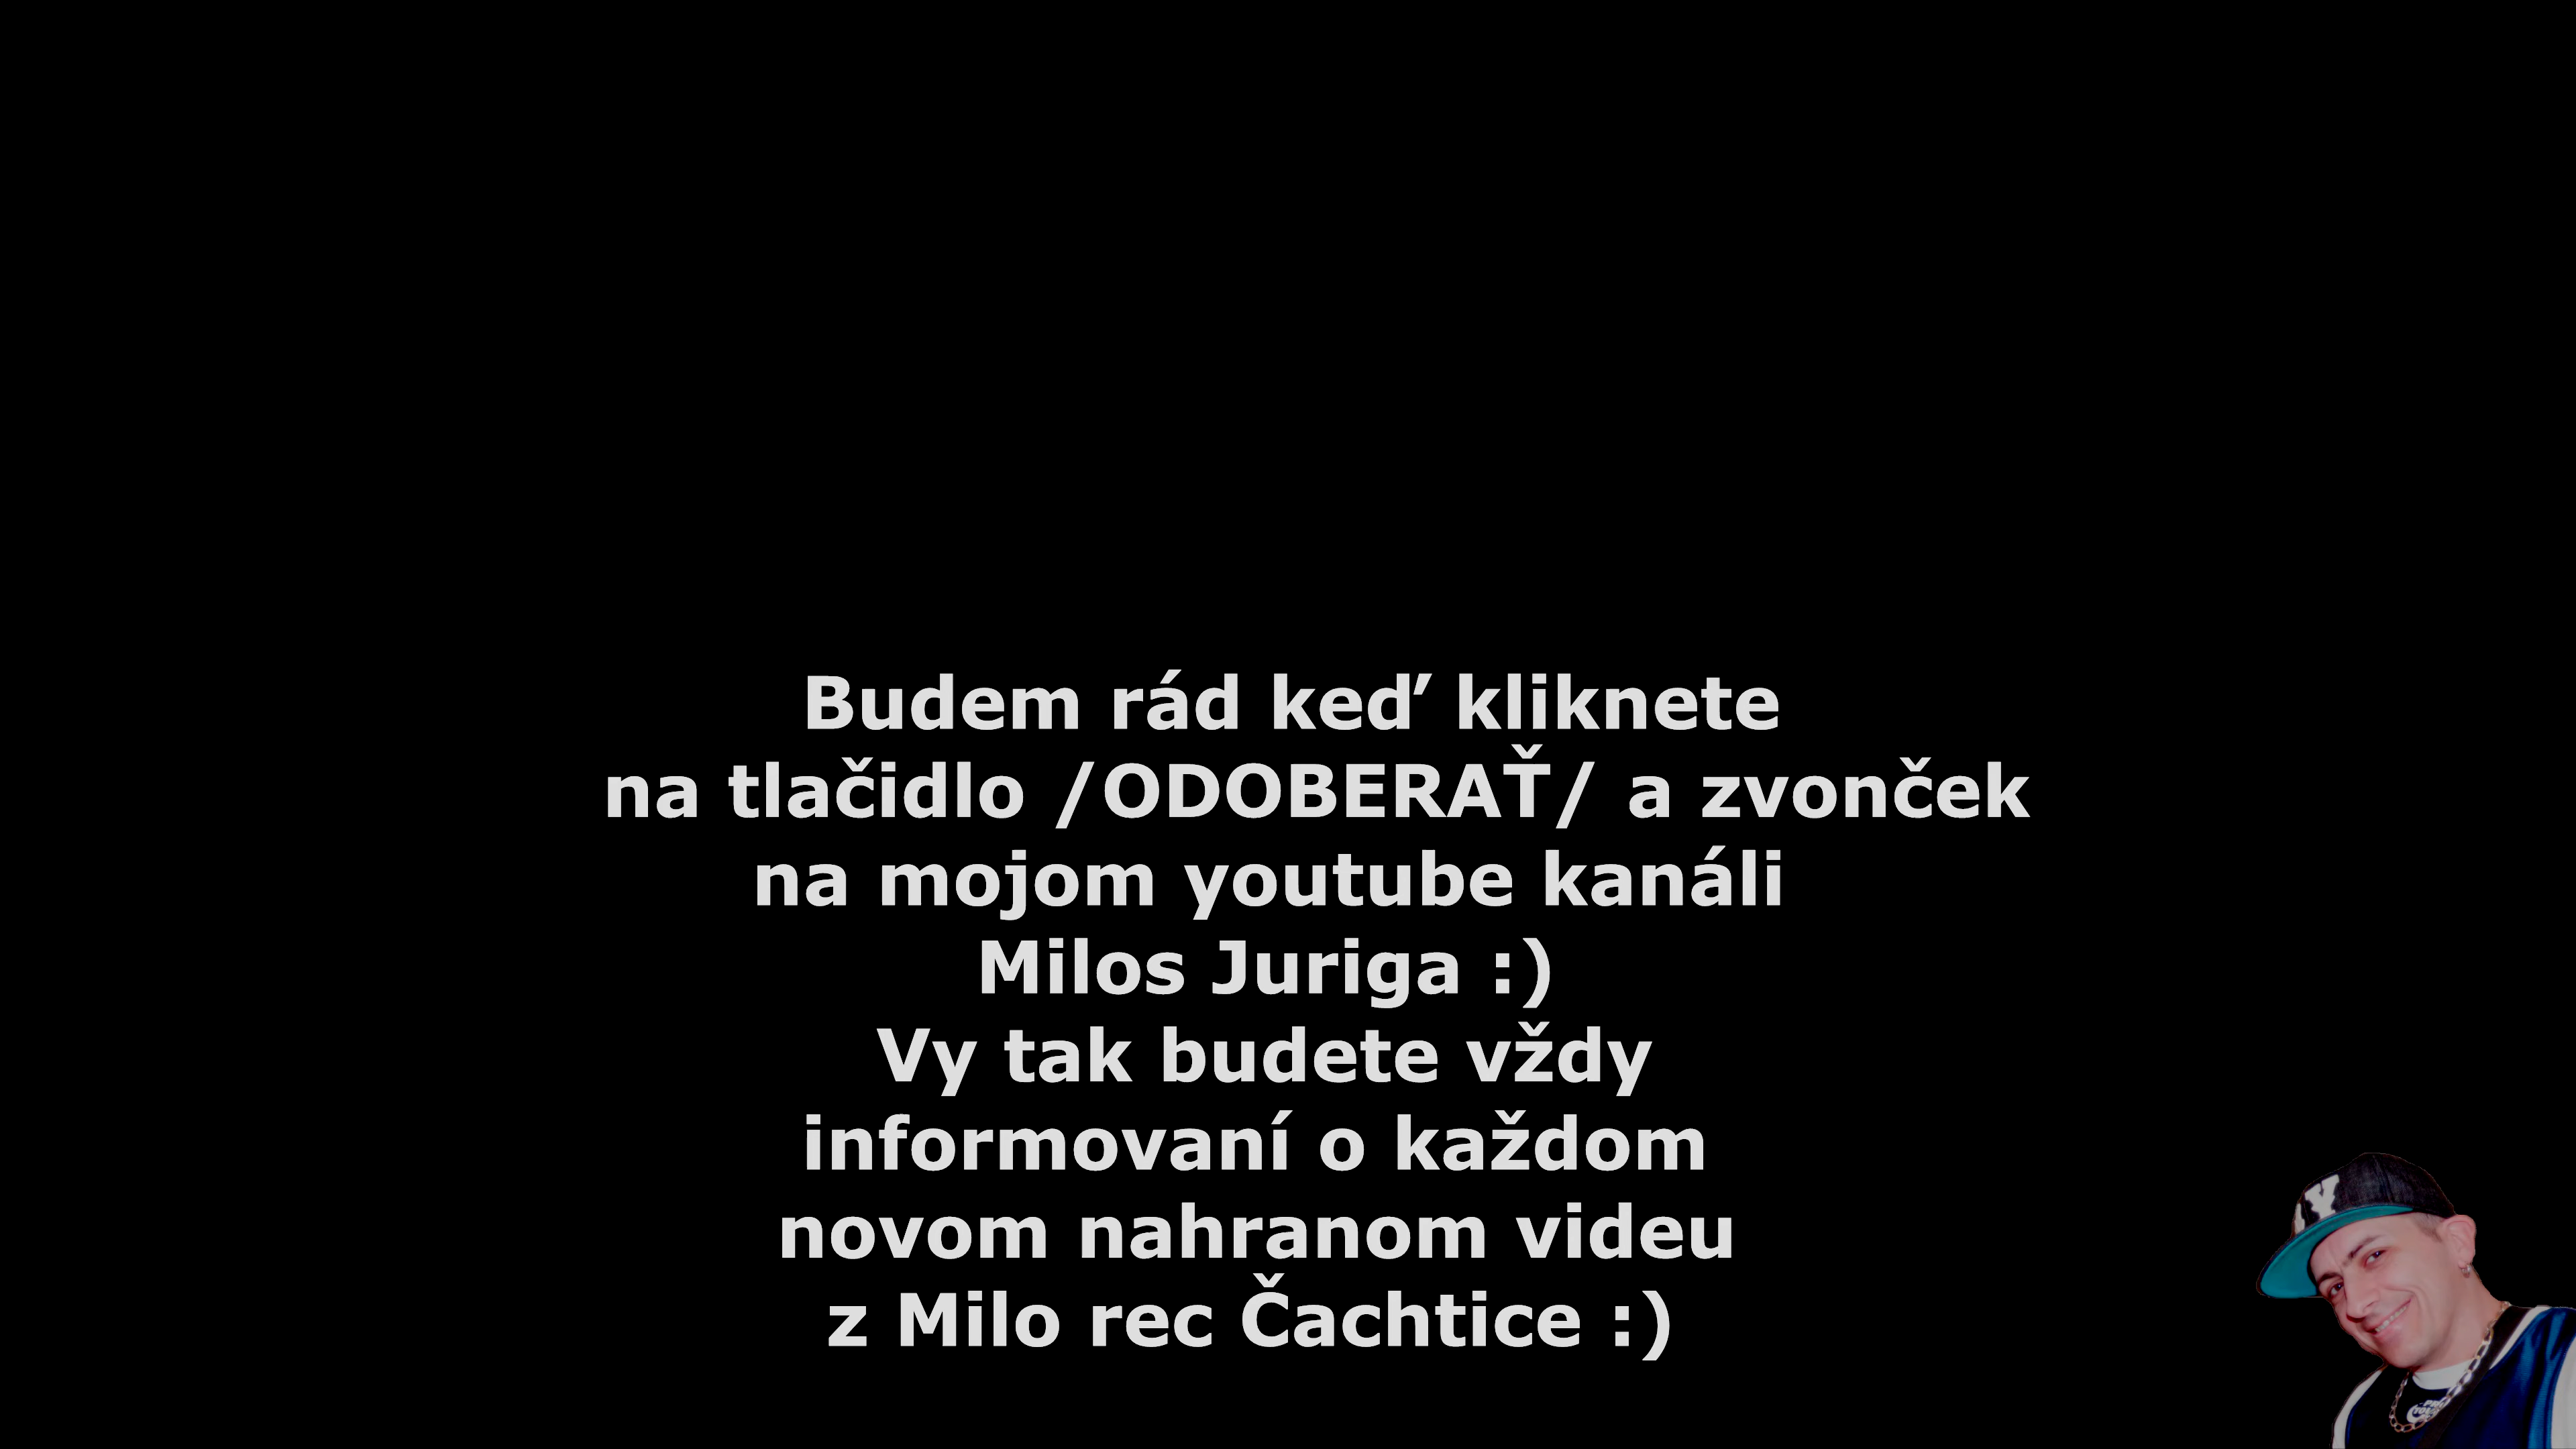 Budem rád keď kliknete
na tlačidlo /ODOBERAŤ/ a zvonček
na mojom youtube kanáli
Milos Juriga :)
Vy tak budete vždy
informovaní o každom
novom nahranom videu
z Milo rec Čachtice :)